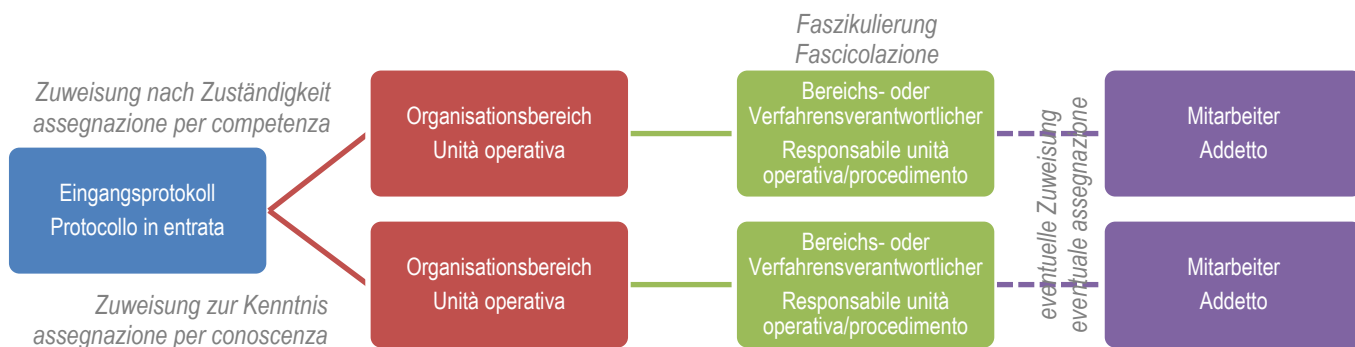 Faszikulierung
Fascicolazione
Zuweisung nach Zuständigkeit
assegnazione per competenza
Eingangsprotokoll
Protocollo in entrata
Zuweisung zur Kenntnis
assegnazione per conoscenza
Organisationsbereich
Unità operativa
Bereichs- oder
Verfahrensverantwortlicher
Responsabile unità
operativa/procedimento
eventuelle Zuweisung
eventuale assegnazione
Mitarbeiter
Addetto
Organisationsbereich
Unità operativa
Bereichs- oder
Verfahrensverantwortlicher
Responsabile unità
operativa/procedimento
Mitarbeiter
Addetto